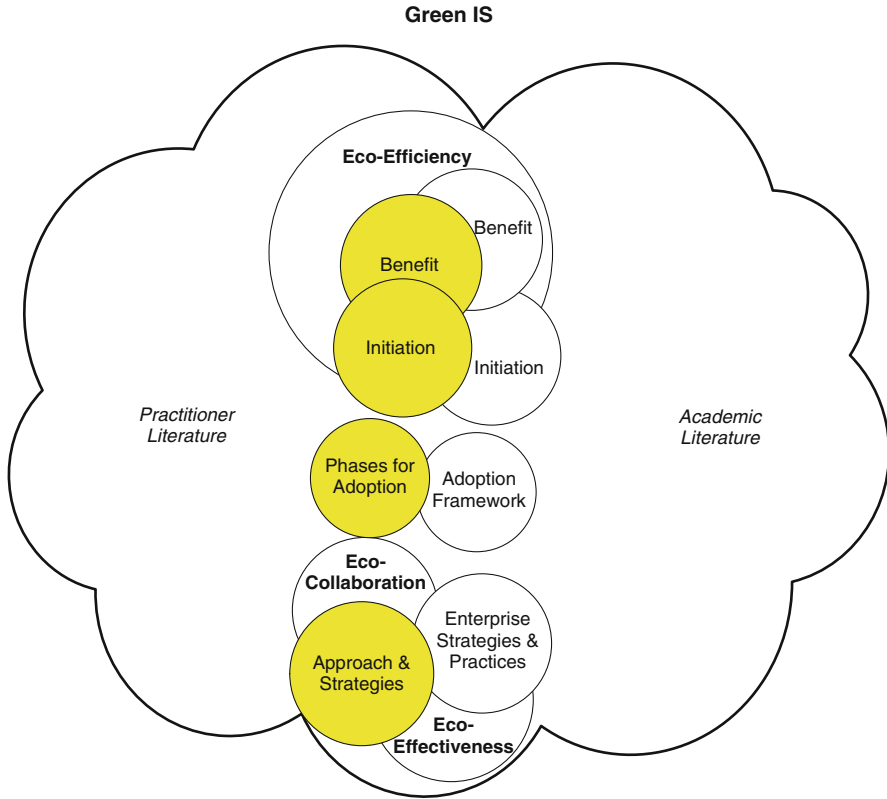 Green IS
Eco-Efficiency
Benefit
Benefit
Initiation
Initiation
Practitioner
Literature
Academic
Literature
Phases for
Adoption
Adoption
Framework
Eco-
Collaboration
Enterprise
Strategies &
Practices
Approach &
Strategies
Eco-
Effectiveness